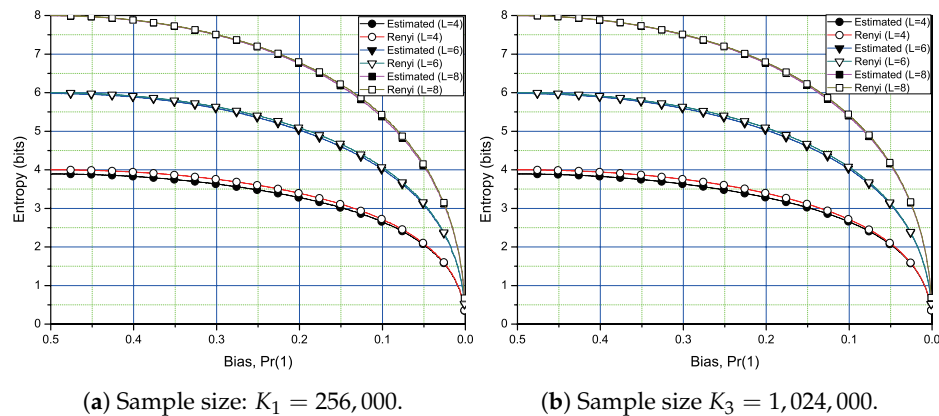 8
7
6
5
4
3
2
1
0
Entropy (bits)
0.5
0.4
0.3
0.2
0.1
0.0
Bias, Pr(1)
Estimated (L=4)
Renyi (L=4)
Estimated (L=6)
Renyi (L=6)
Estimated (L=8)
Renyi (L=8)
(a) Sample size: K₁ = 256,000.
8
7
6
5
4
3
2
1
0
Entropy (bits)
0.5
0.4
0.3
0.2
0.1
0.0
Bias, Pr(1)
Estimated (L=4)
Renyi (L=4)
Estimated (L=6)
Renyi (L=6)
Estimated (L=8)
Renyi (L=8)
(b) Sample size K₃ = 1,024,000.